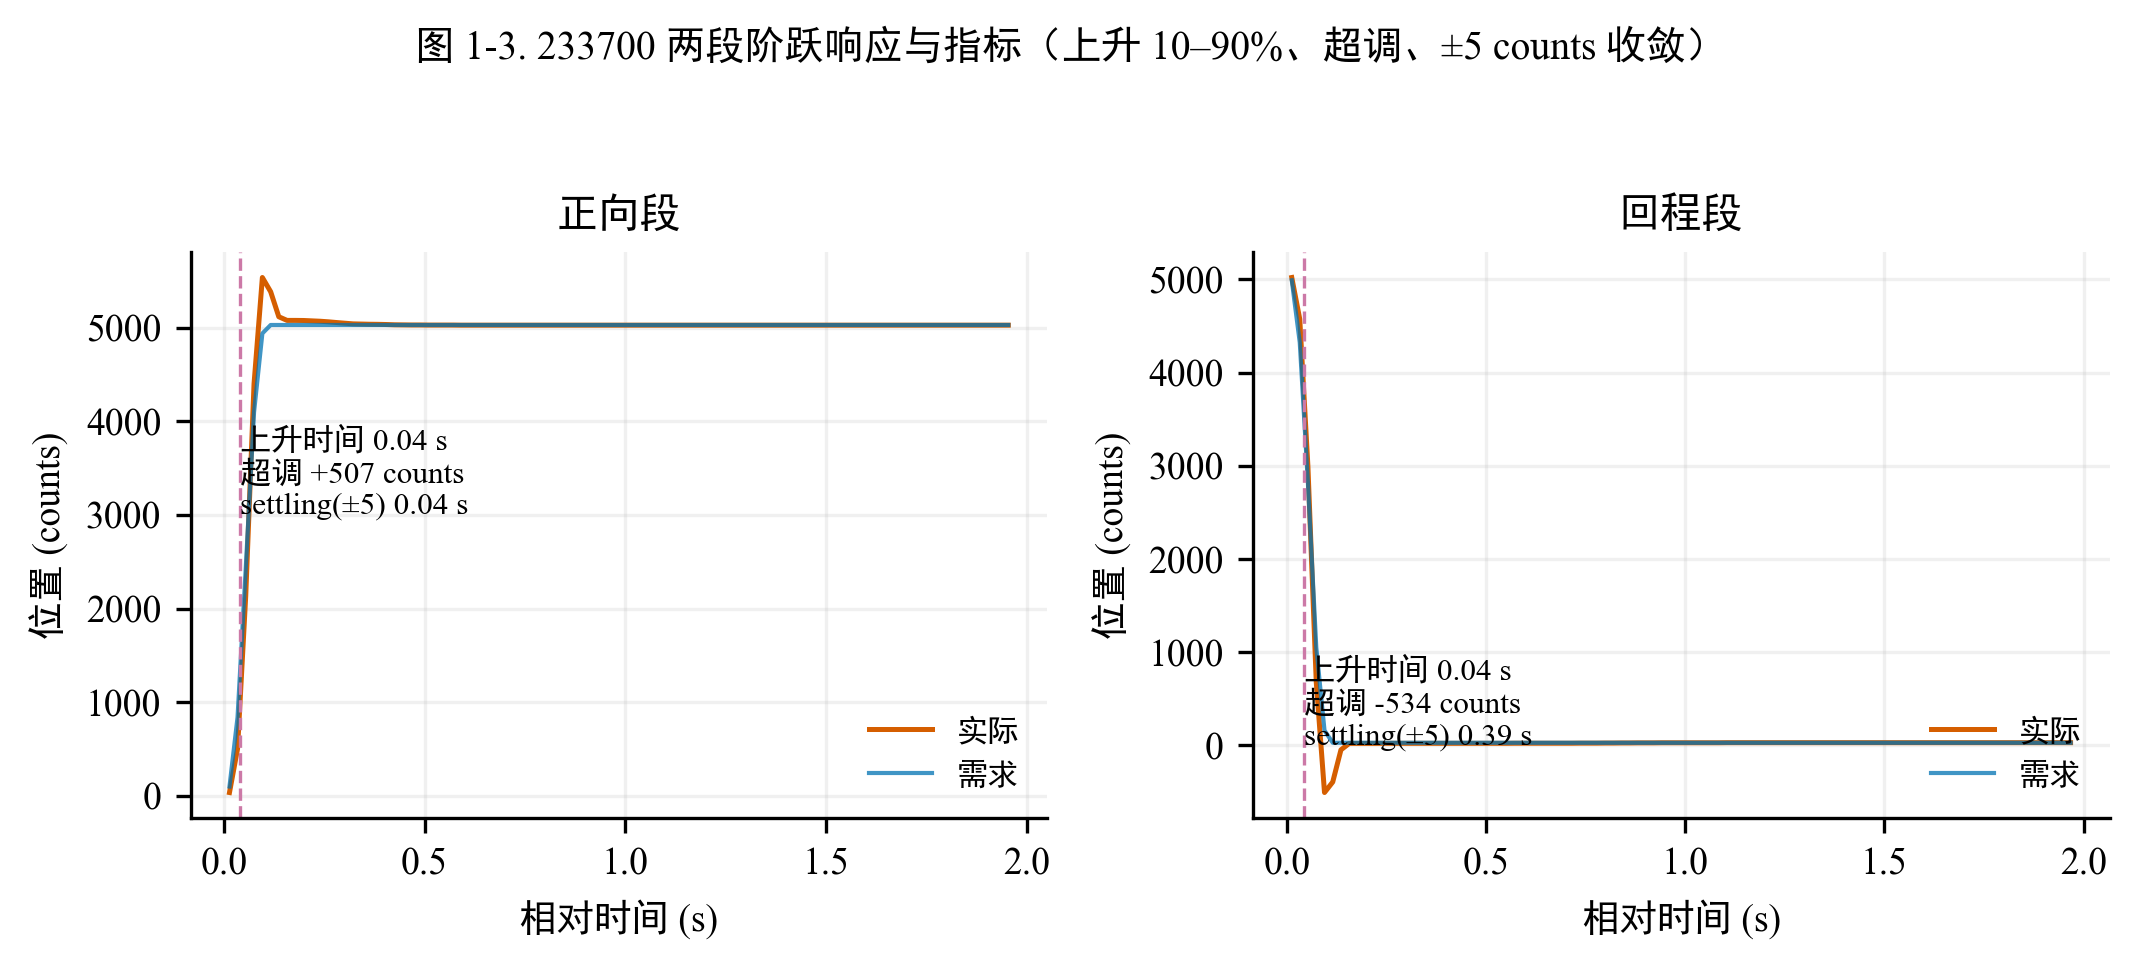 图 1-3. 233700 两段阶跃响应与指标（上升 10–90%、超调、±5 counts 收敛）
正向段
位置 (counts)
5000
4000
3000
2000
1000
0
上升时间 0.04 s
超调 +507 counts
settling(±5) 0.04 s
实际
需求
0.0
0.5
1.0
1.5
2.0
相对时间 (s)
回程段
位置 (counts)
5000
4000
3000
2000
1000
0
上升时间 0.04 s
超调 -534 counts
settling(±5) 0.39 s
实际
需求
0.0
0.5
1.0
1.5
2.0
相对时间 (s)